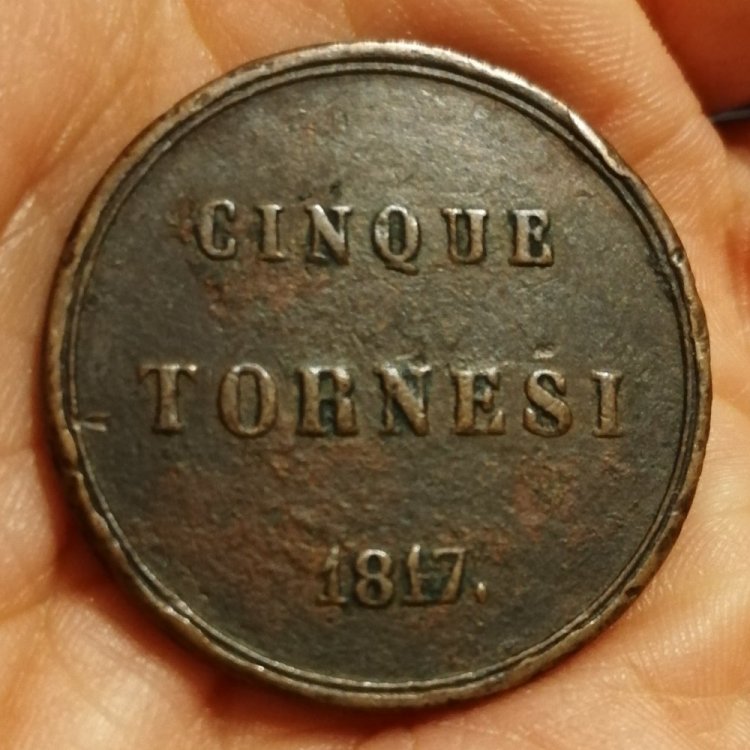 CINQUE
TORNESI
1817.